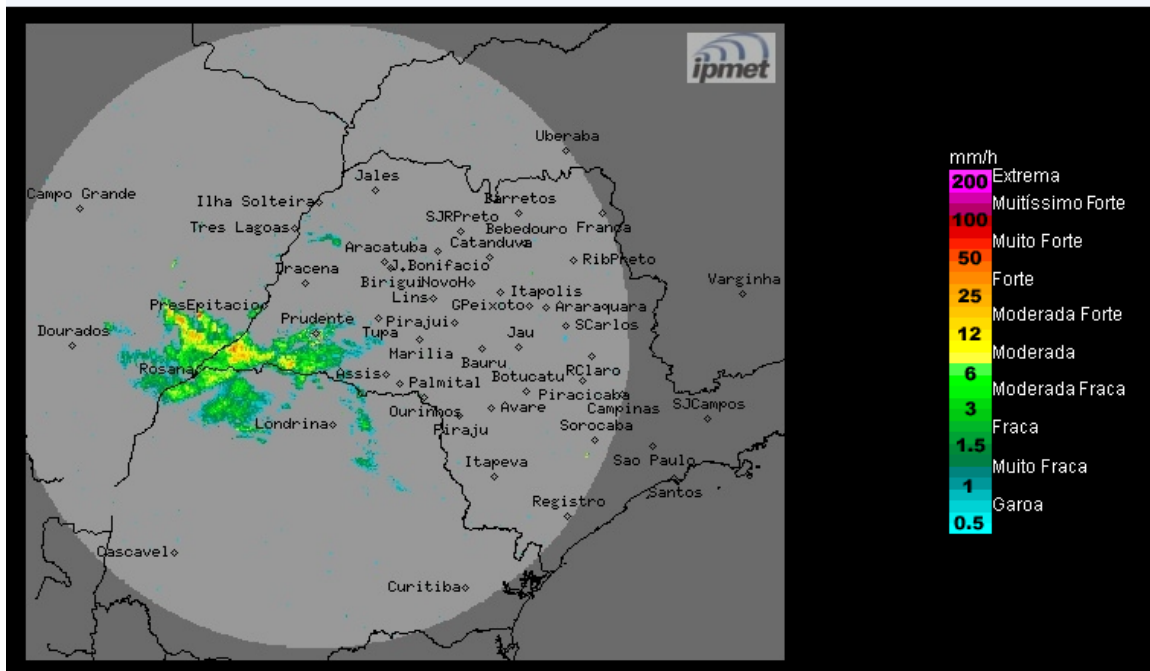 ipmet
Uberaba
Jales
Campo Grande
Ilha Solteira
Barretos
SJRPreto
Tres Lagoas
Bebedouro
Franca
Aracatuba
Catanduva
J.Bonifacio
RibPreto
Dracena
Birigui
NovoH
Varginha
Lins
Itapolis
PresEpitacio
GPeixoto
Araraquara
Prudente
Pirajui
SCarlos
Dourados
Tupa
Jau
Marilia
Bauru
Rosana
Assis
RClaro
Botucatu
Palmital
Piracicaba
Ourinhos
Avare
Campinas
SJCampos
Londrina
Piraju
Sorocaba
Itapeva
Sao Paulo
Santos
Registro
Cascavel
Curitiba
mm/h
200 Extrema
Muitíssimo Forte
100
Muito Forte
50
Forte
25
Moderada Forte
12
Moderada
6
Moderada Fraca
3
Fraca
1.5
Muito Fraca
1
Garoa
0.5